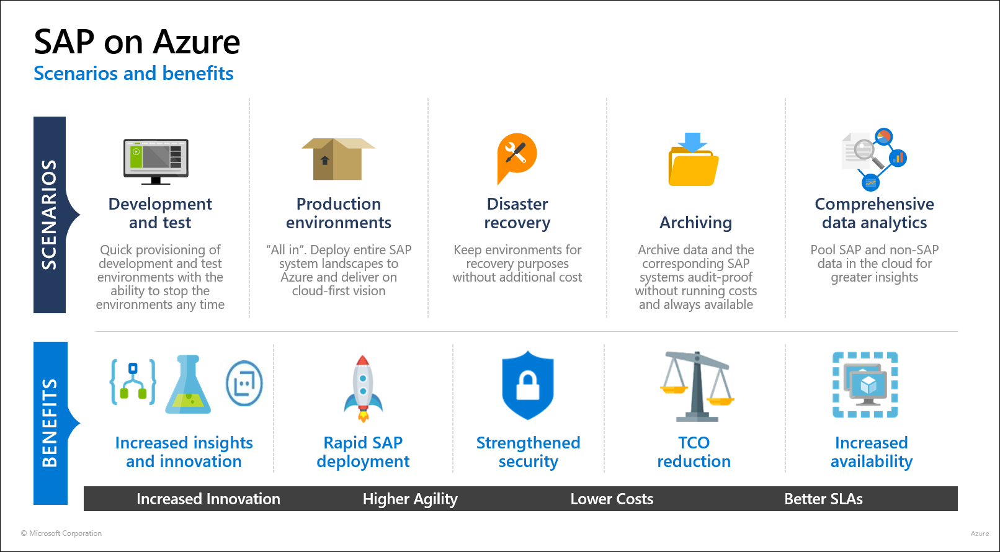 SAP on Azure
Scenarios and benefits
SCENARIOS
Development
and test
Quick provisioning of
development and test
environments with the
ability to stop the
environments any time
Production
environments
“All in”. Deploy entire SAP
system landscapes to
Azure and deliver on
cloud-first vision
Disaster
recovery
Keep environments for
recovery purposes
without additional cost
Archiving
Archive data and the
corresponding SAP
systems audit-proof
without running costs
and always available
Comprehensive
data analytics
Pool SAP and non-SAP
data in the cloud for
greater insights
BENEFITS
Increased insights
and innovation
Rapid SAP
deployment
Strengthened
security
TCO
reduction
Increased
availability
Increased Innovation
Higher Agility
Lower Costs
Better SLAs
© Microsoft Corporation
Azure